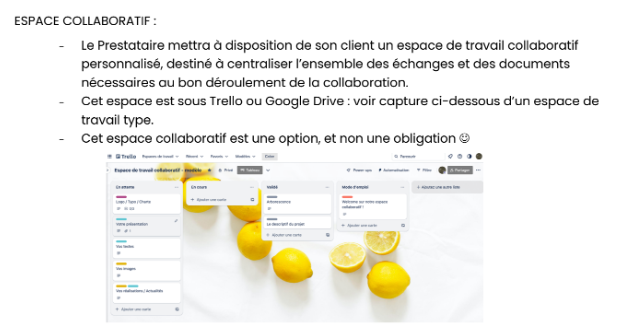 ESPACE COLLABORATIF :
- Le Prestataire mettra à disposition de son client un espace de travail collaboratif
personnalisé, destiné à centraliser l'ensemble des échanges et des documents
nécessaires au bon déroulement de la collaboration.
- Cet espace est sous Trello ou Google Drive : voir capture ci-dessous d'un espace de
travail type.
- Cet espace collaboratif est une option, et non une obligation ☺
Trello Espaces de travail Récent Favoris Modèles Créer
Espace de travail collaboratif - modèle Privé Tableau Power-ups Automatisation Filtres Partager
En attente En cours Validé Mode d'emploi + Ajoutez une autre liste
Logo / Typo / Charte
+ Ajouter une carte
Arborescence
Bienvenue sur votre espace
collaboratif !
Votre présentation
Le descriptif du projet
+ Ajouter une carte
+ Ajouter une carte
Vos textes
Vos images
Vos réalisations / Actualités
+ Ajouter une carte